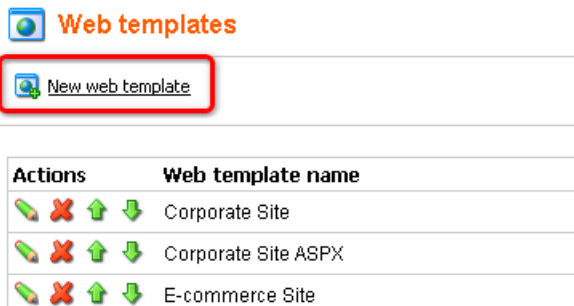 Web templates
New web template
Actions Web template name
Corporate Site
Corporate Site ASPX
E-commerce Site